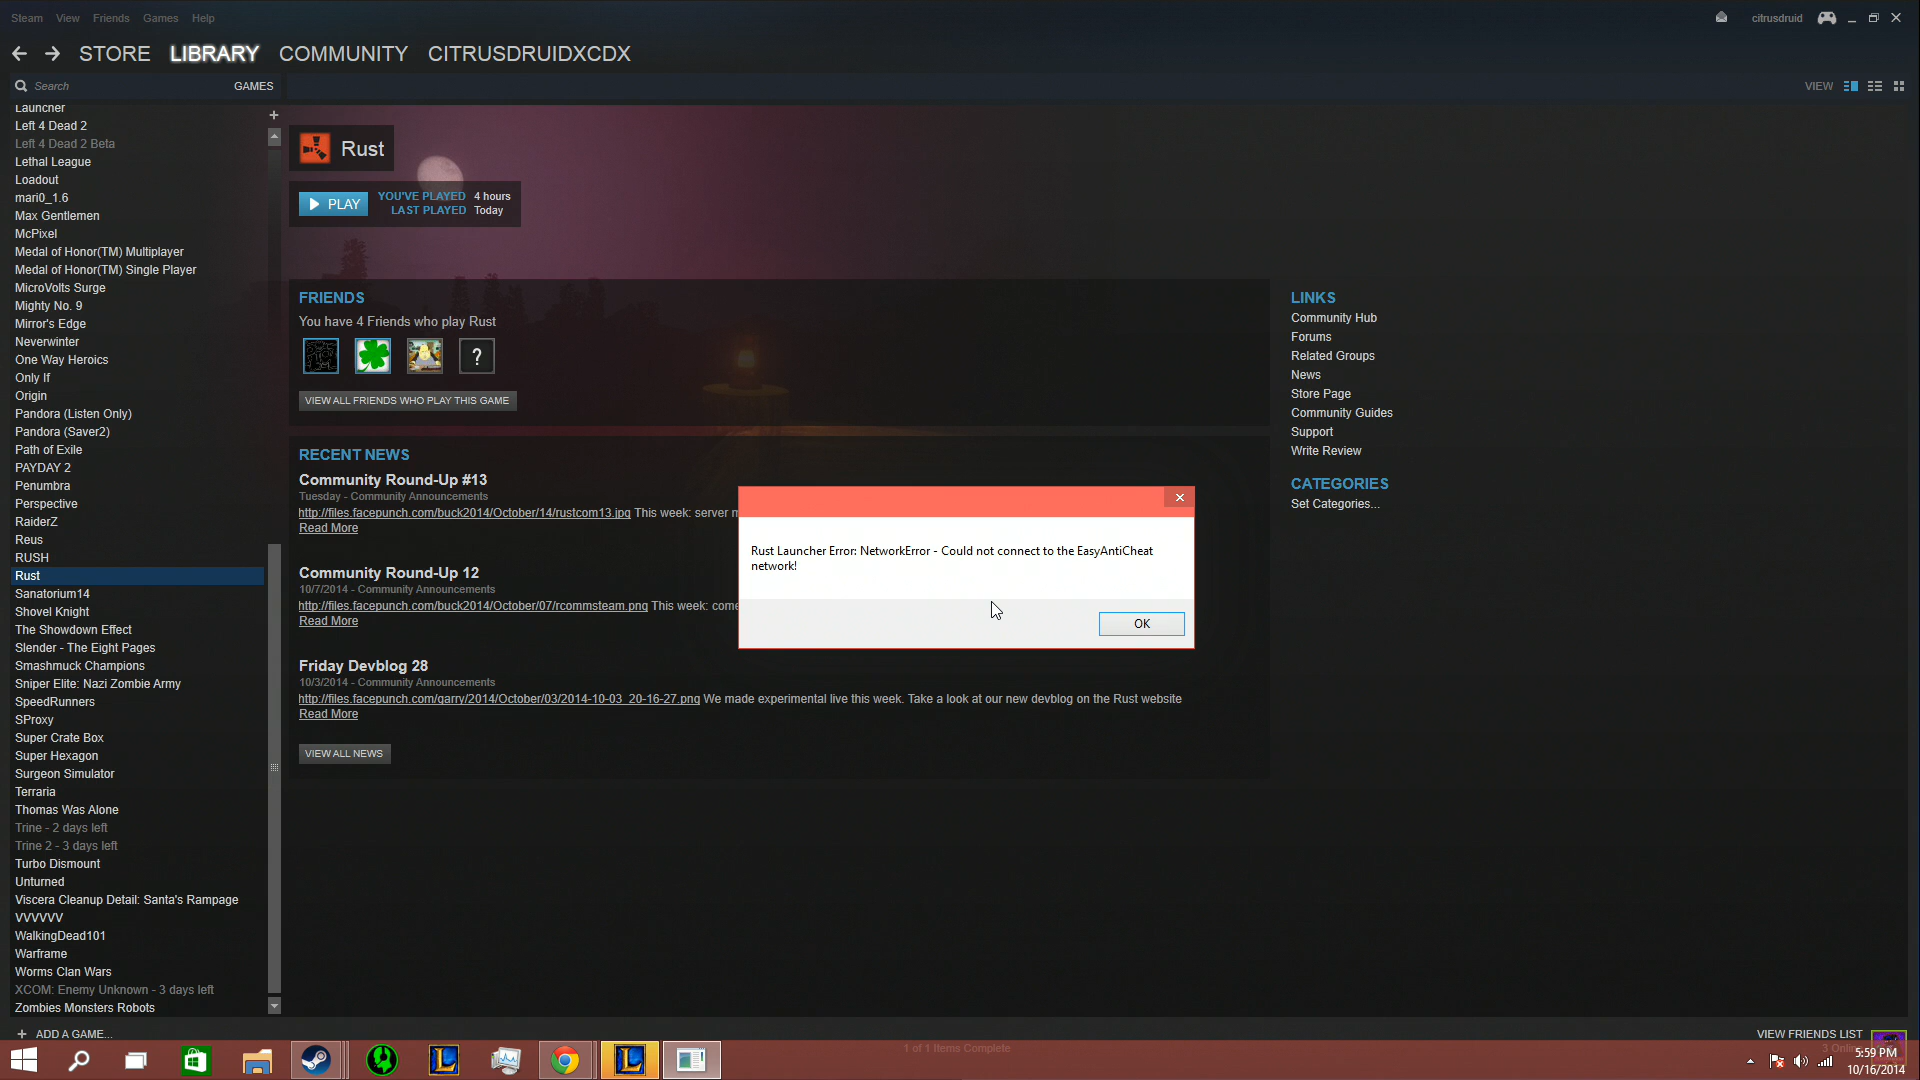 Steam View Friends Games Help
citrusdruid
STORE LIBRARY COMMUNITY CITRUSDRUIDXCDX
Search GAMES
VIEW
Launcher
Left 4 Dead 2
Left 4 Dead 2 Beta
Lethal League
Loadout
mari0_1.6
Max Gentlemen
McPixel
Medal of Honor(TM) Multiplayer
Medal of Honor(TM) Single Player
MicroVolts Surge
Mighty No. 9
Mirror's Edge
Neverwinter
One Way Heroics
Only If
Origin
Pandora (Listen Only)
Pandora (Saver2)
Path of Exile
PAYDAY 2
Penumbra
Perspective
RaiderZ
Reus
RUSH
Rust
Sanatorium14
Shovel Knight
The Showdown Effect
Slender - The Eight Pages
Smashmuck Champions
Sniper Elite: Nazi Zombie Army
SpeedRunners
SProxy
Super Crate Box
Super Hexagon
Surgeon Simulator
Terraria
Thomas Was Alone
Trine - 2 days left
Trine 2 - 3 days left
Turbo Dismount
Unturned
Viscera Cleanup Detail: Santa's Rampage
VVVVVV
WalkingDead101
Warframe
Worms Clan Wars
XCOM: Enemy Unknown - 3 days left
Zombies Monsters Robots
+ ADD A GAME...
Rust
PLAY
YOU'VE PLAYED 4 hours
LAST PLAYED Today
FRIENDS
You have 4 Friends who play Rust
?
VIEW ALL FRIENDS WHO PLAY THIS GAME
RECENT NEWS
Community Round-Up #13
Tuesday - Community Announcements
http://files.facepunch.com/buck2014/October/14/rustcom13.jpg This week: server m
Read More
Community Round-Up 12
10/7/2014 - Community Announcements
http://files.facepunch.com/buck2014/October/07/rcommsteam.png This week: come
Read More
Friday Devblog 28
10/3/2014 - Community Announcements
http://files.facepunch.com/garry/2014/October/03/2014-10-03_20-16-27.png We made experimental live this week. Take a look at our new devblog on the Rust website
Read More
VIEW ALL NEWS
Rust Launcher Error: NetworkError - Could not connect to the EasyAntiCheat
network!
OK
LINKS
Community Hub
Forums
Related Groups
News
Store Page
Community Guides
Support
Write Review
CATEGORIES
Set Categories...
VIEW FRIENDS LIST
1 of 1 Items Complete
3 Online
5:59 PM
10/16/2014